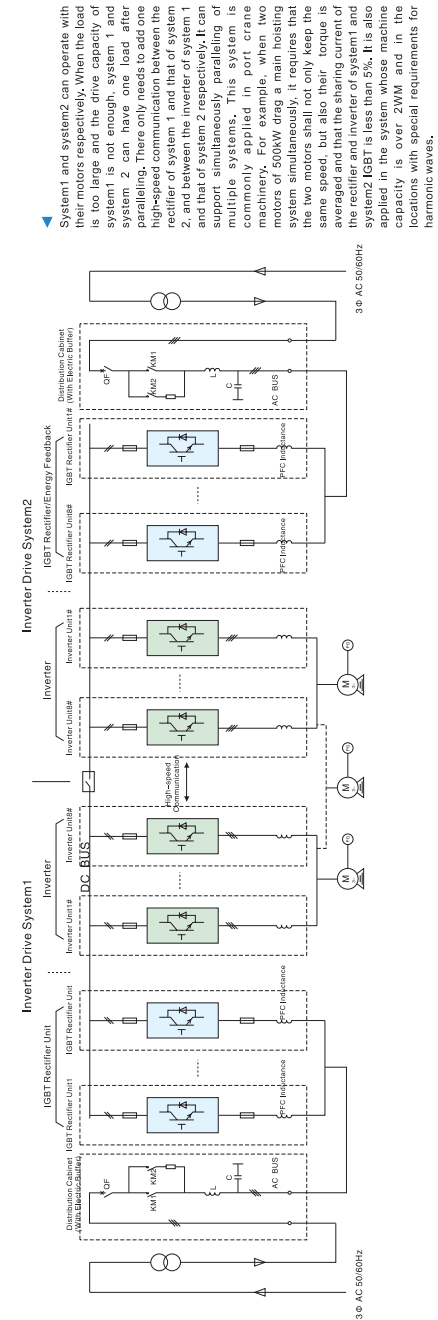 Inverter Drive System1
Inverter Drive System2
IGBT Rectifier Unit
Inverter
Inverter
IGBT Rectifier/Energy Feedback
Distribution Cabinet
(With Electric Buffer)
IGBT Rectifier Unit1
IGBT Rectifier Unit
Inverter Unit1#
Inverter Unit8#
Inverter Unit8#
Inverter Unit1#
IGBT Rectifier Unit8#
IGBT Rectifier Unit1#
Distribution Cabinet
(With Electric Buffer)
DC BUS
QF
KM1
KM2
L
C
AC BUS
PFC Inductance
PFC Inductance
High-speed
Communication
PFC Inductance
PFC Inductance
QF
KM2
KM1
L
C
AC BUS
M
M
M
3Φ AC 50/60Hz
3Φ AC 50/60Hz
System1 and system2 can operate with
their motors respectively. When the load
is too large and the drive capacity of
system1 is not enough, system 1 and
system 2 can have one load after
paralleling. There only needs to add one
high-speed communication between the
rectifier of system 1 and that of system
2, and between the inverter of system 1
and that of system 2 respectively. It can
support simultaneously paralleling of
multiple systems. This system is
commonly applied in port crane
machinery. For example, when two
motors of 500kW drag a main hoisting
system simultaneously, it requires that
the two motors shall not only keep the
same speed, but also their torque is
averaged and that the sharing current of
the rectifier and inverter of system1 and
system2 IGBT is less than 5%. It is also
applied in the system whose machine
capacity is over 2WM and in the
locations with special requirements for
harmonic waves.